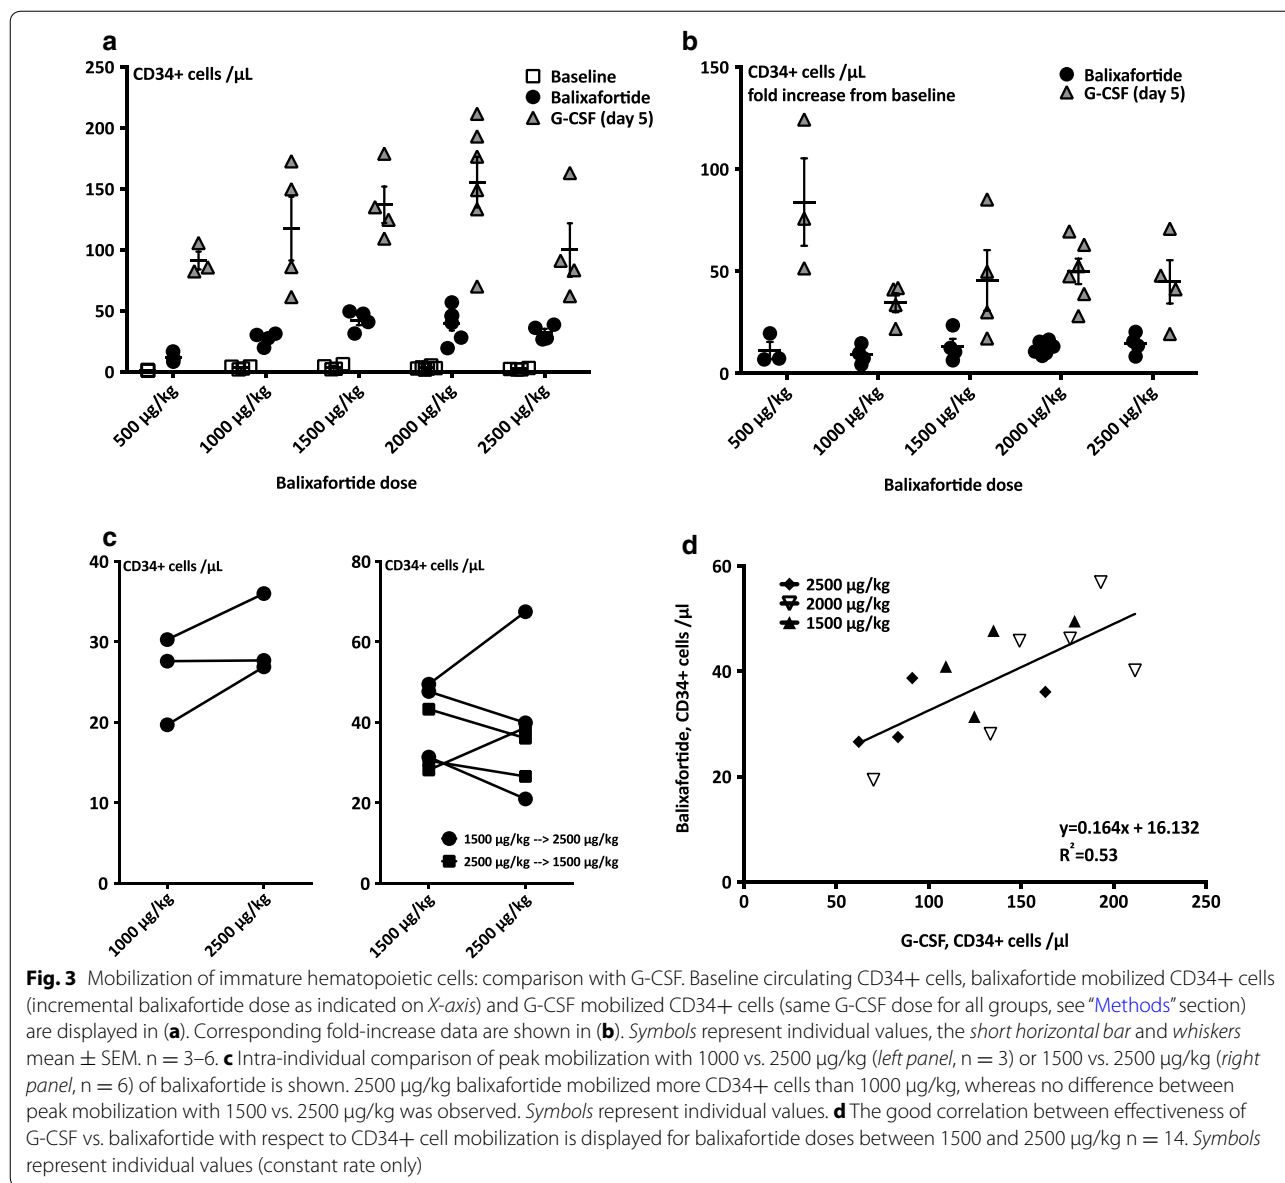 a
CD34+ cells /µL
250
200
150
100
50
0
Baseline
Balixafortide
G-CSF (day 5)
500 µg/kg
1000 µg/kg
1500 µg/kg
2000 µg/kg
2500 µg/kg
Balixafortide dose
b
CD34+ cells /µL
fold increase from baseline
150
100
50
0
Balixafortide
G-CSF (day 5)
500 µg/kg
1000 µg/kg
1500 µg/kg
2000 µg/kg
2500 µg/kg
Balixafortide dose
c
CD34+ cells /µL
40
30
20
10
0
1000 µg/kg
2500 µg/kg
CD34+ cells /µL
80
60
40
20
0
1500 µg/kg --> 2500 µg/kg
2500 µg/kg --> 1500 µg/kg
1500 µg/kg
2500 µg/kg
d
Balixafortide, CD34+ cells /µl
60
40
20
0
2500 µg/kg
2000 µg/kg
1500 µg/kg
y=0.164x + 16.132
R²=0.53
0 50 100 150 200 250
G-CSF, CD34+ cells /µl
Fig. 3 Mobilization of immature hematopoietic cells: comparison with G-CSF. Baseline circulating CD34+ cells, balixafortide mobilized CD34+ cells
(incremental balixafortide dose as indicated on X-axis) and G-CSF mobilized CD34+ cells (same G-CSF dose for all groups, see “Methods” section)
are displayed in (a). Corresponding fold-increase data are shown in (b). Symbols represent individual values, the short horizontal bar and whiskers
mean ± SEM. n = 3–6. c Intra-individual comparison of peak mobilization with 1000 vs. 2500 µg/kg (left panel, n = 3) or 1500 vs. 2500 µg/kg (right
panel, n = 6) of balixafortide is shown. 2500 µg/kg balixafortide mobilized more CD34+ cells than 1000 µg/kg, whereas no difference between
peak mobilization with 1500 vs. 2500 µg/kg was observed. Symbols represent individual values. d The good correlation between effectiveness of
G-CSF vs. balixafortide with respect to CD34+ cell mobilization is displayed for balixafortide doses between 1500 and 2500 µg/kg n = 14. Symbols
represent individual values (constant rate only)